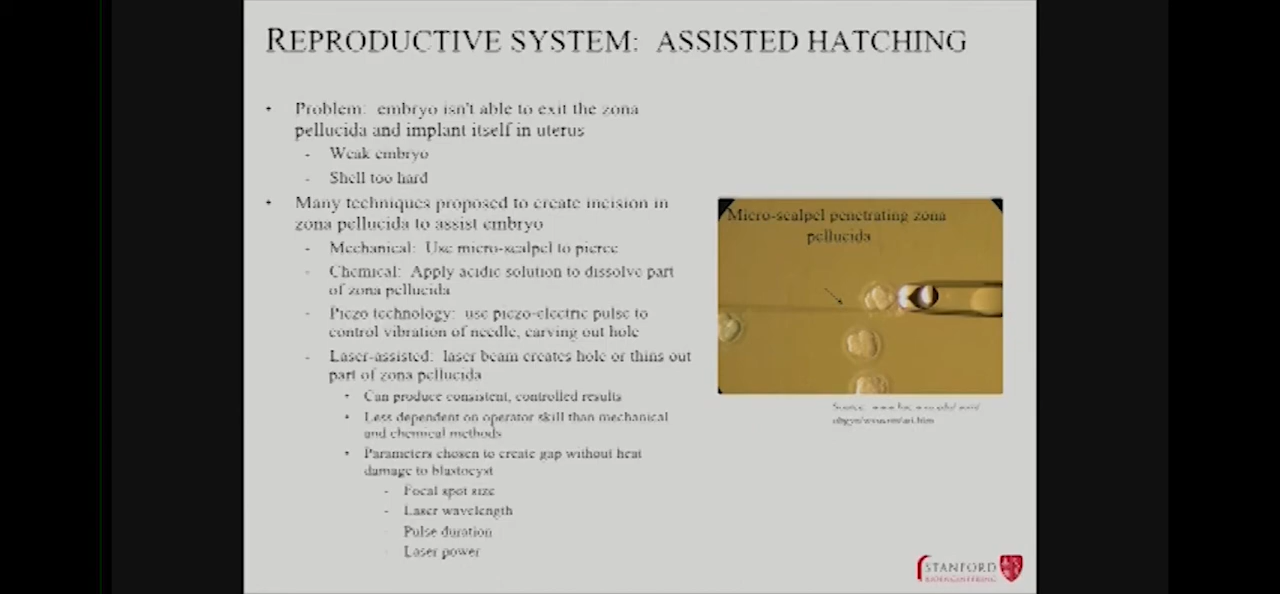 REPRODUCTIVE SYSTEM: ASSISTED HATCHING
• Problem: embryo isn't able to exit the zona
pellucida and implant itself in uterus
- Weak embryo
- Shell too hard
• Many techniques proposed to create incision in
zona pellucida to assist embryo
- Mechanical: Use micro-scalpel to pierce
- Chemical: Apply acidic solution to dissolve part
of zona pellucida
- Piezo technology: use piezo-electric pulse to
control vibration of needle, carving out hole
- Laser-assisted: laser beam creates hole or thins out
part of zona pellucida
• Can produce consistent, controlled results
• Less dependent on operator skill than mechanical
and chemical methods
• Parameters chosen to create gap without heat
damage to blastocyst
- Focal spot size
- Laser wavelength
- Pulse duration
- Laser power
Micro-scalpel penetrating zona
pellucida
Source:
STANFORD
BIOENGINEERING